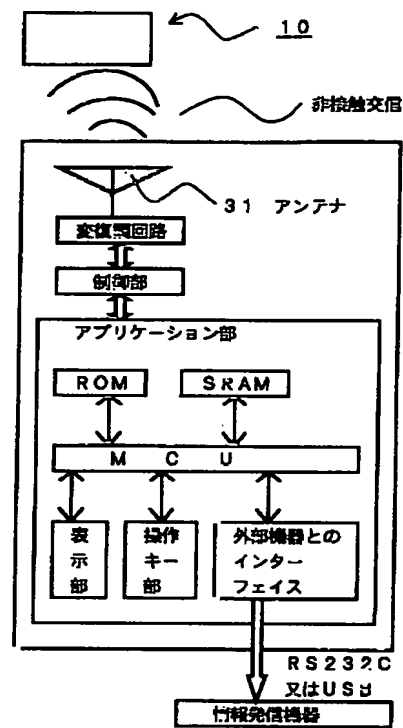 10
非接触交信
31 アンテナ
変復調回路
制御部
アプリケーション部
ROM
SRAM
MCU
表
示
部
操作
キー
部
外部機器との
インター
フェイス
RS232C
又はUSB
情報発信機器